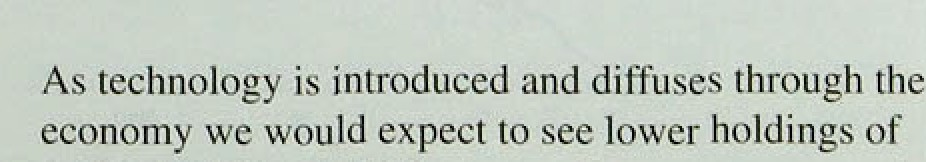 As technology is introduced and diffuses through the
economy we would expect to see lower holdings of